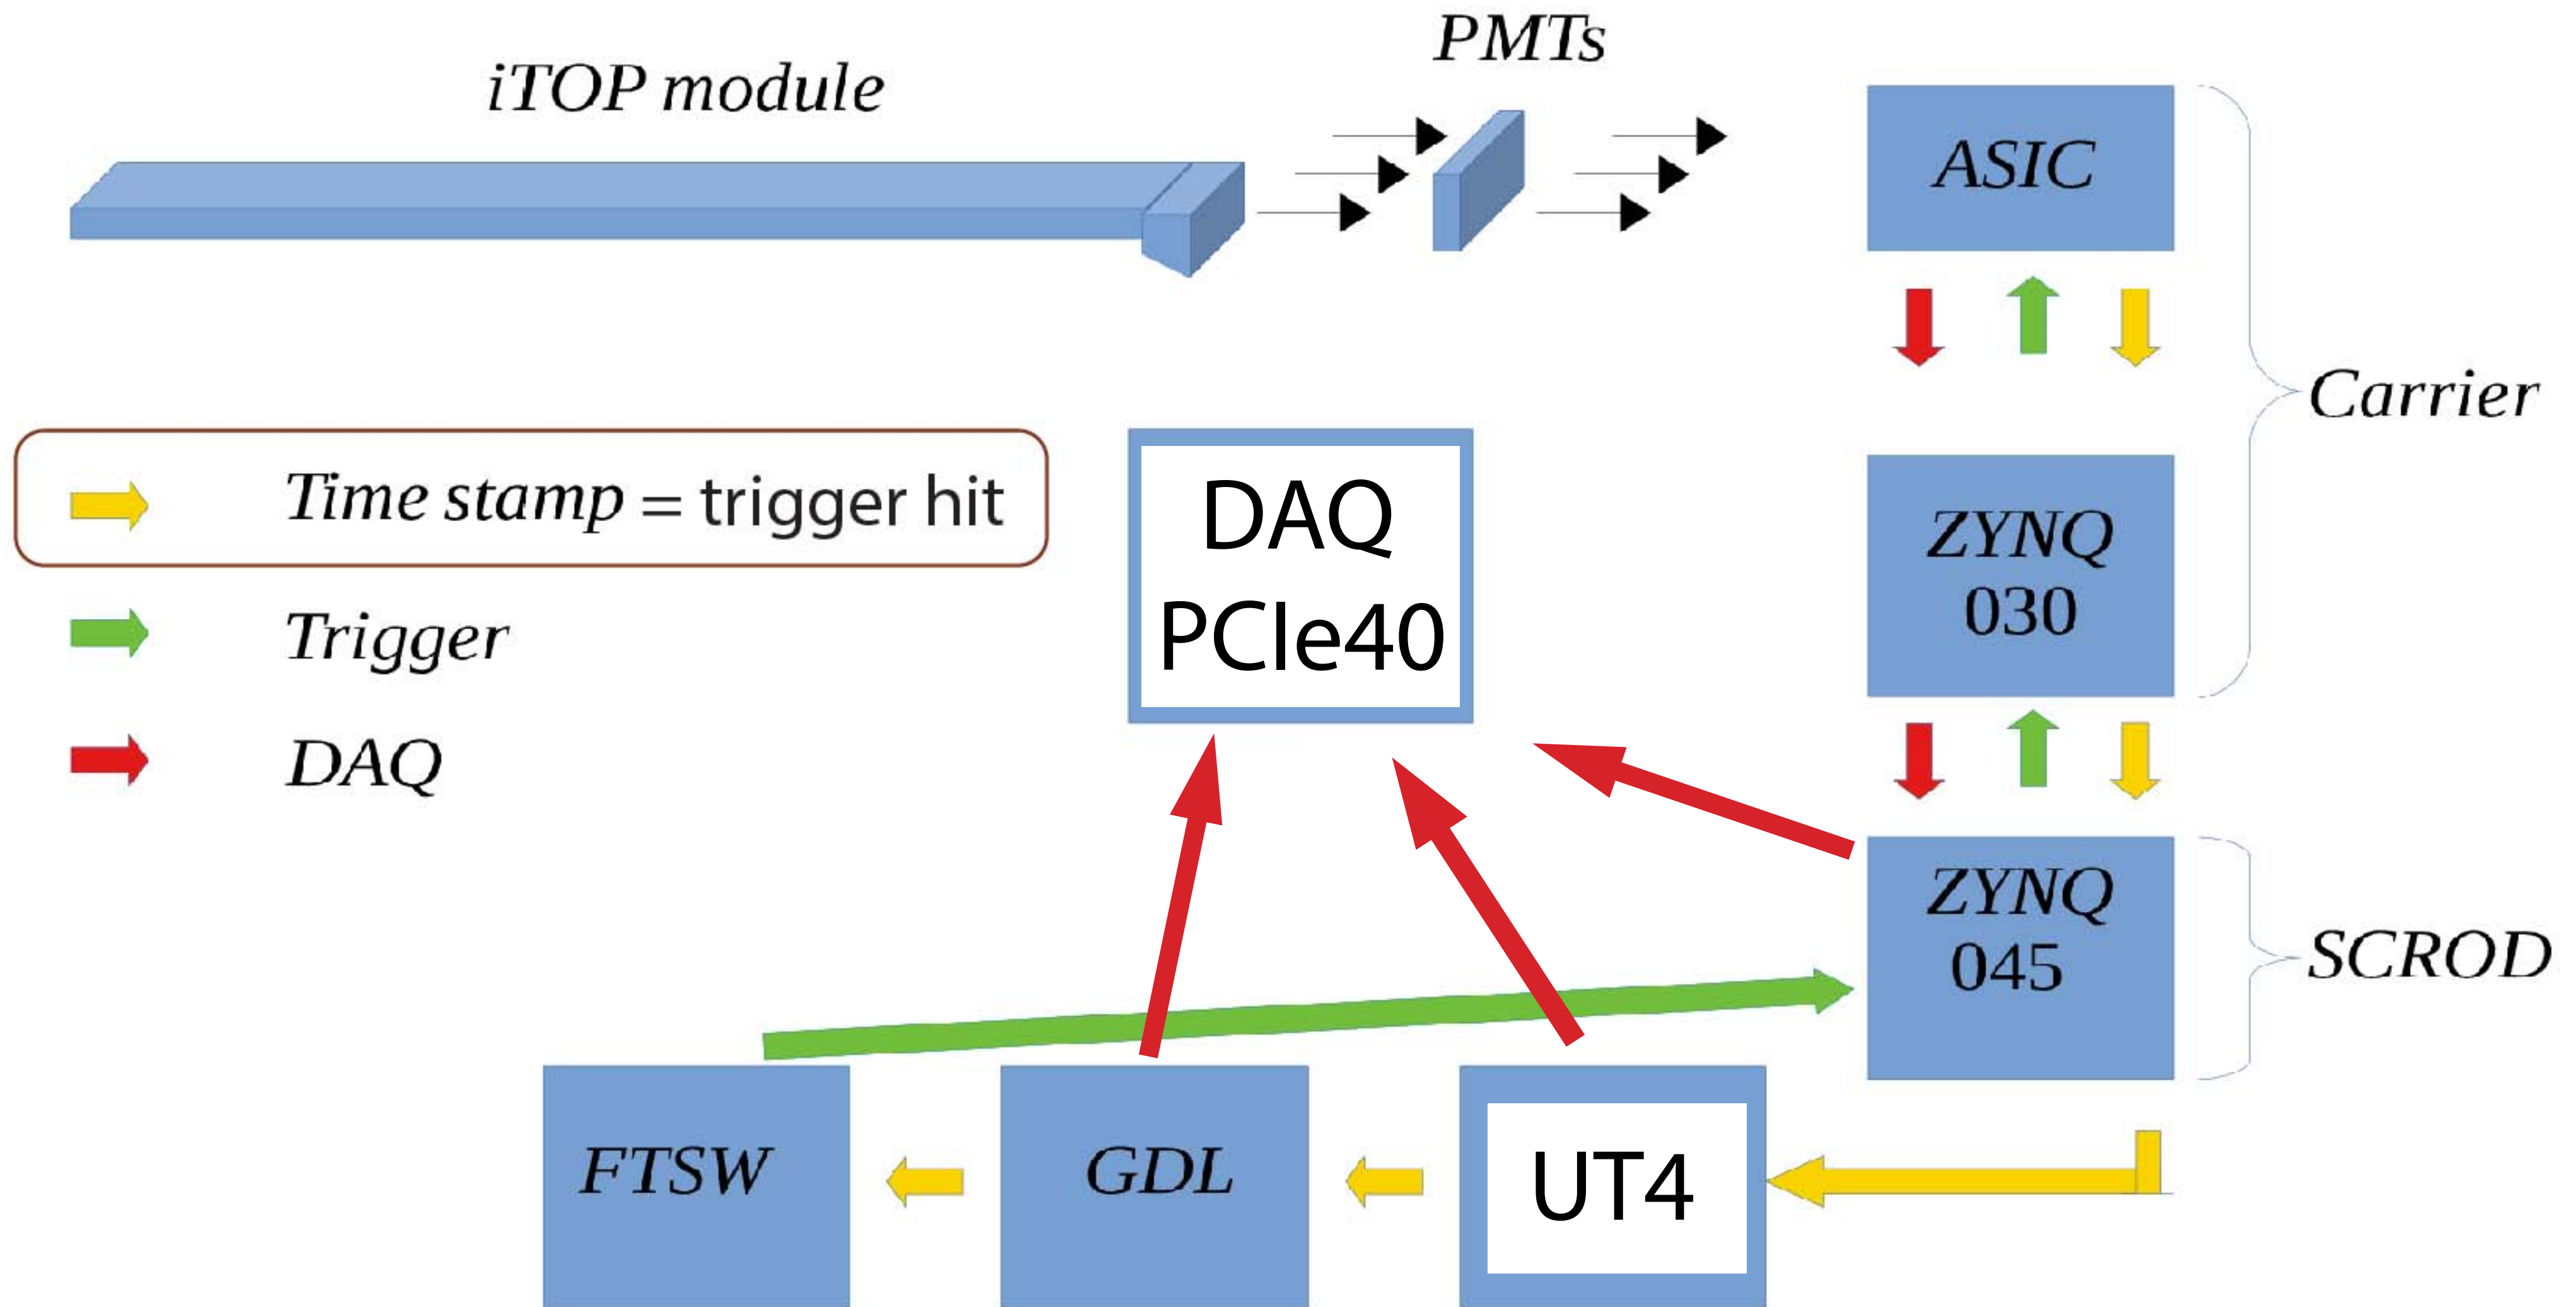 iTOP module
PMTs
ASIC
Carrier
Time stamp = trigger hit
Trigger
DAQ
DAQ
PCIe40
ZYNQ
030
ZYNQ
045
SCROD
FTSW
GDL
UT4